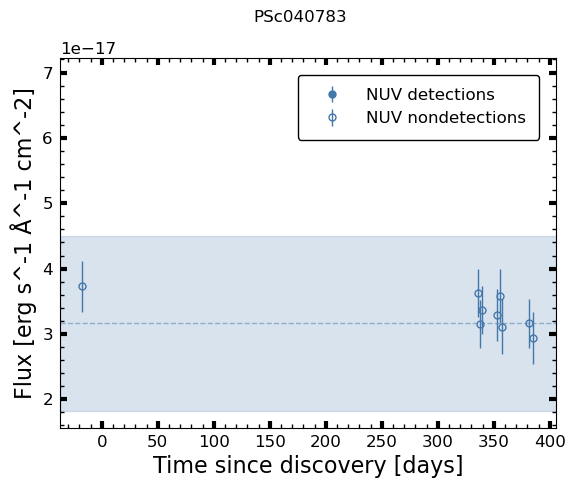 PSc040783
1e−17
7
6
5
4
3
2
NUV detections
NUV nondetections
Flux [erg s^-1 Å^-1 cm^-2]
0 50 100 150 200 250 300 350 400
Time since discovery [days]